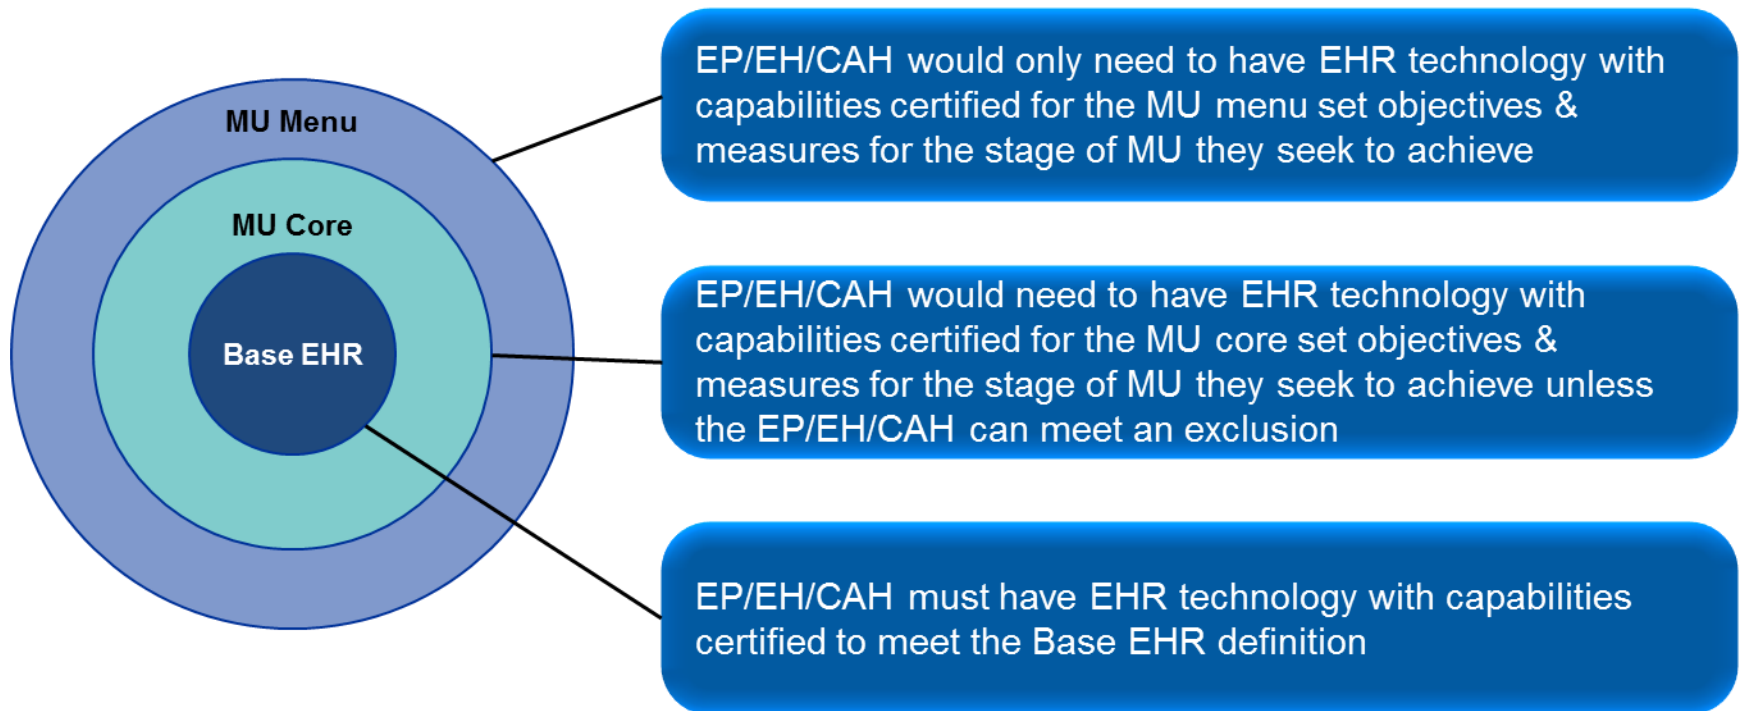 MU Menu
MU Core
Base EHR
EP/EH/CAH would only need to have EHR technology with
capabilities certified for the MU menu set objectives &
measures for the stage of MU they seek to achieve
EP/EH/CAH would need to have EHR technology with
capabilities certified for the MU core set objectives &
measures for the stage of MU they seek to achieve unless
the EP/EH/CAH can meet an exclusion
EP/EH/CAH must have EHR technology with capabilities
certified to meet the Base EHR definition